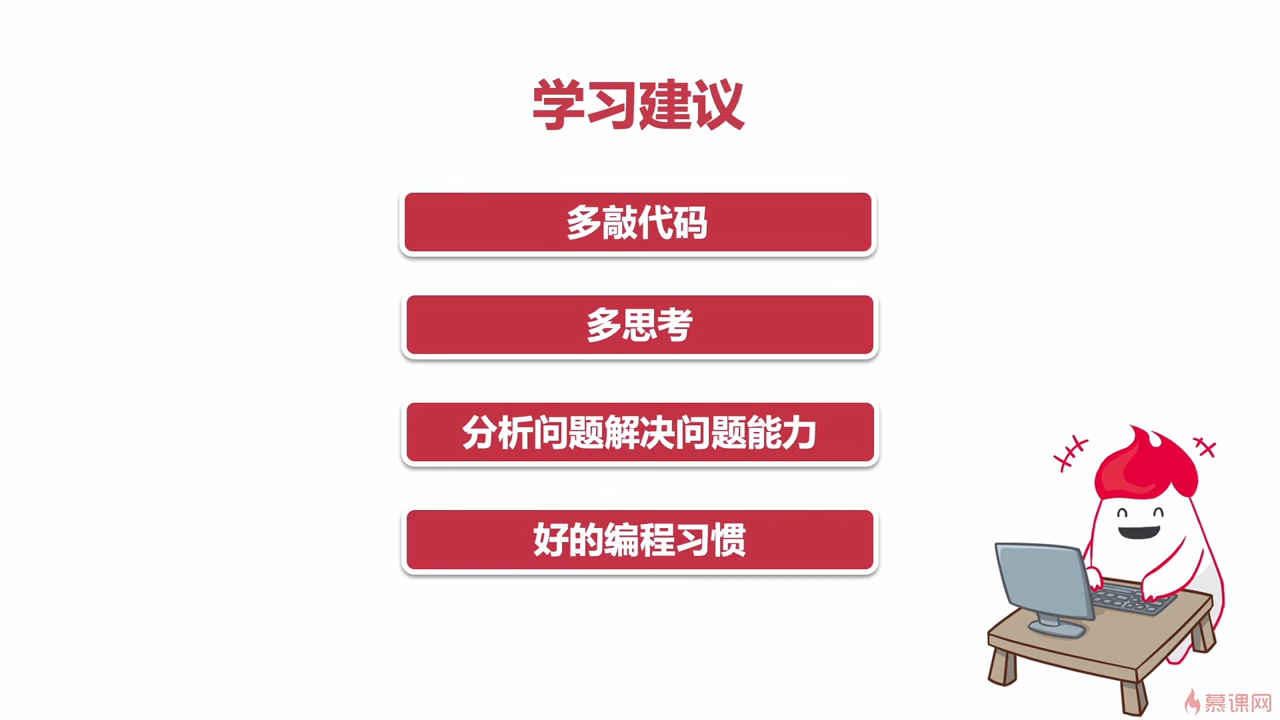 学习建议
多敲代码
多思考
分析问题解决问题能力
好的编程习惯
慕课网